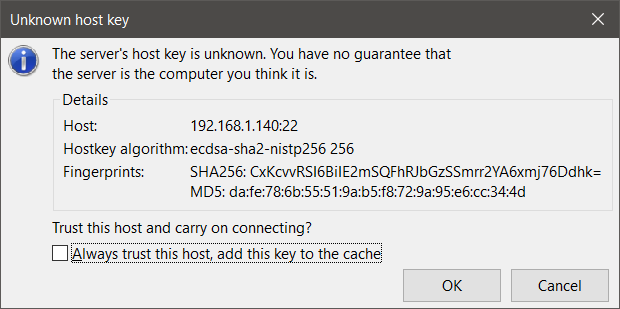 Unknown host key
The server's host key is unknown. You have no guarantee that
the server is the computer you think it is.
Details
Host: 192.168.1.140:22
Hostkey algorithm: ecdsa-sha2-nistp256 256
Fingerprints: SHA256: CxKcvvRSI6BiIE2mSQFhRJbGzSSmrr2YA6xmj76Ddhk=
MD5: da:fe:78:6b:55:51:9a:b5:f8:72:9a:95:e6:cc:34:4d
Trust this host and carry on connecting?
Always trust this host, add this key to the cache
OK Cancel